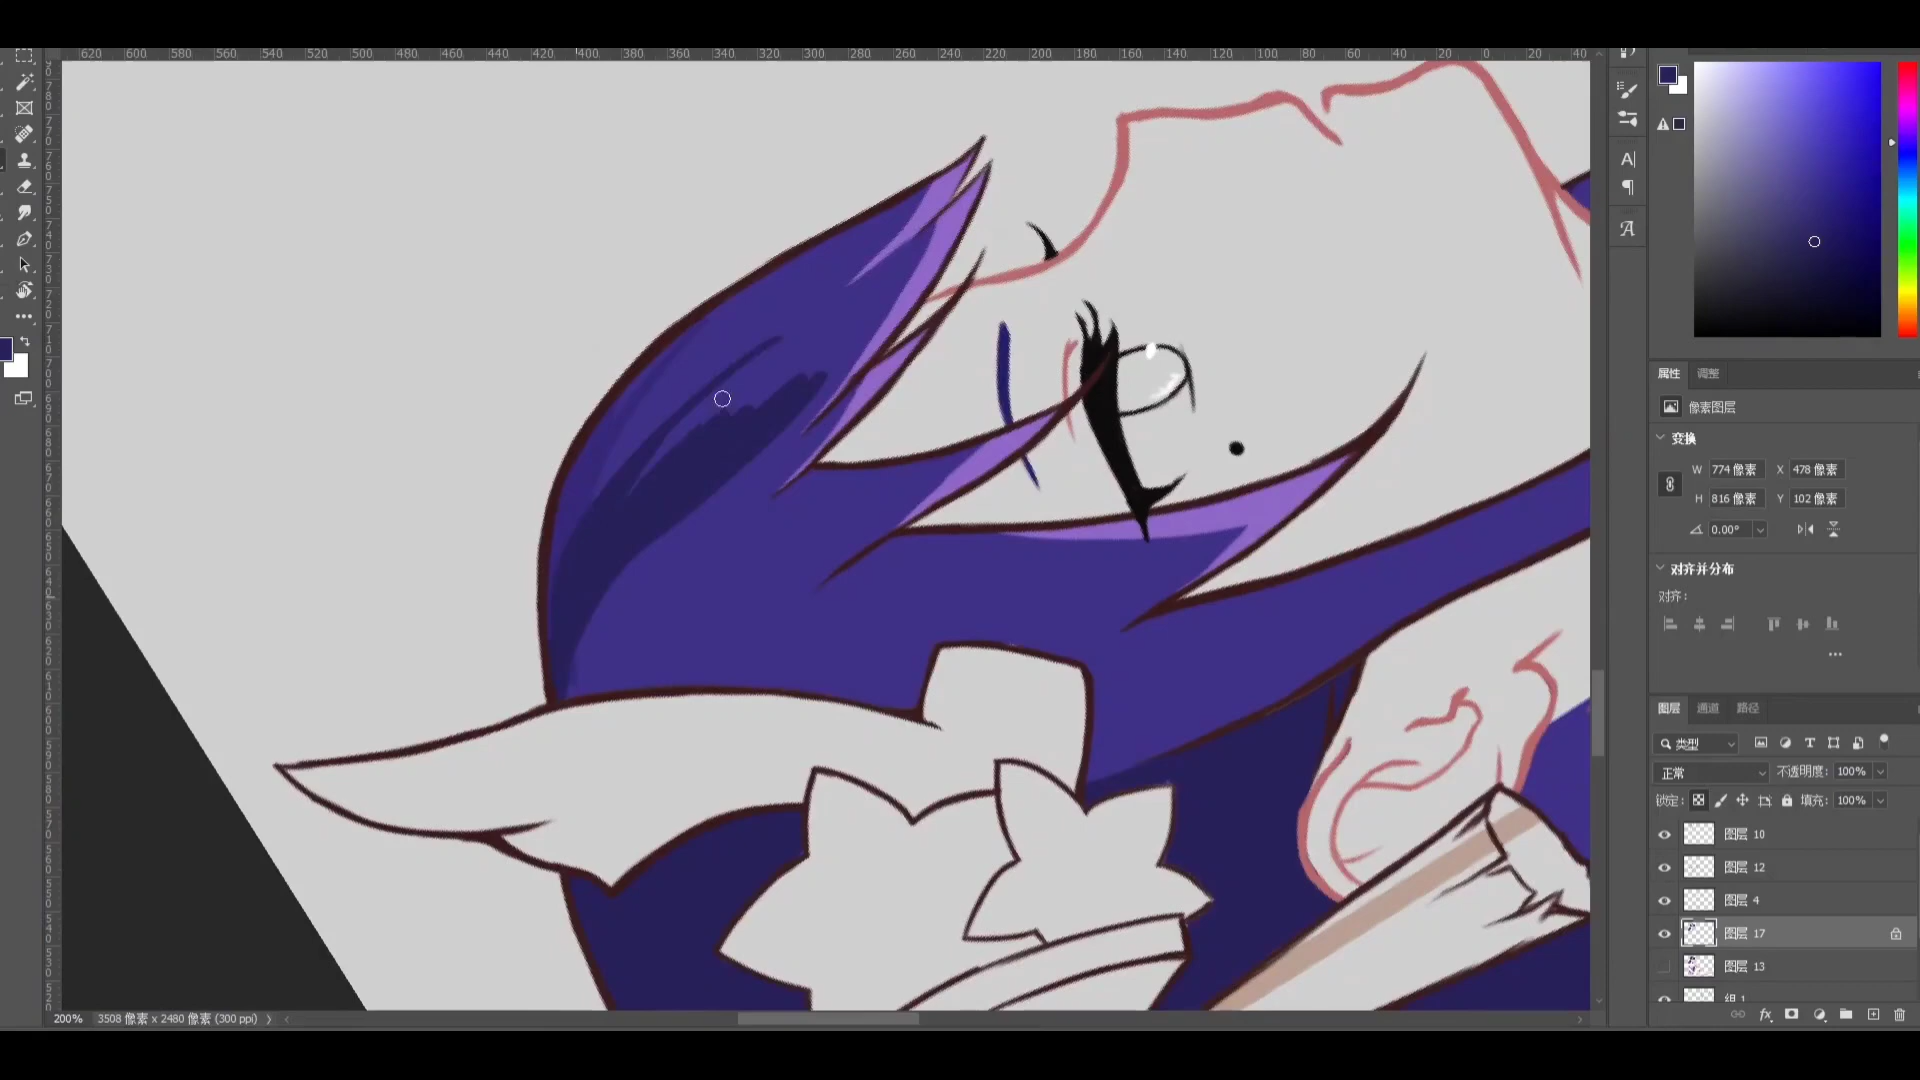 620 600 580 560 540 520 500 480 460 440 420 400 380 360 340 320 300 280 260 240 220 200 180 160 140 120 100 80 60 40 20 0 20 40
属性 调整
像素图层
变换
W 774 像素 X 478 像素
H 816 像素 Y 102 像素
0.00°
对齐并分布
对齐:
图层 通道 路径
类型
正常 不透明度: 100%
锁定: 填充: 100%
图层 10
图层 12
图层 4
图层 17
图层 13
组 1
fx
200% 3508 像素 x 2480 像素 (300 ppi)